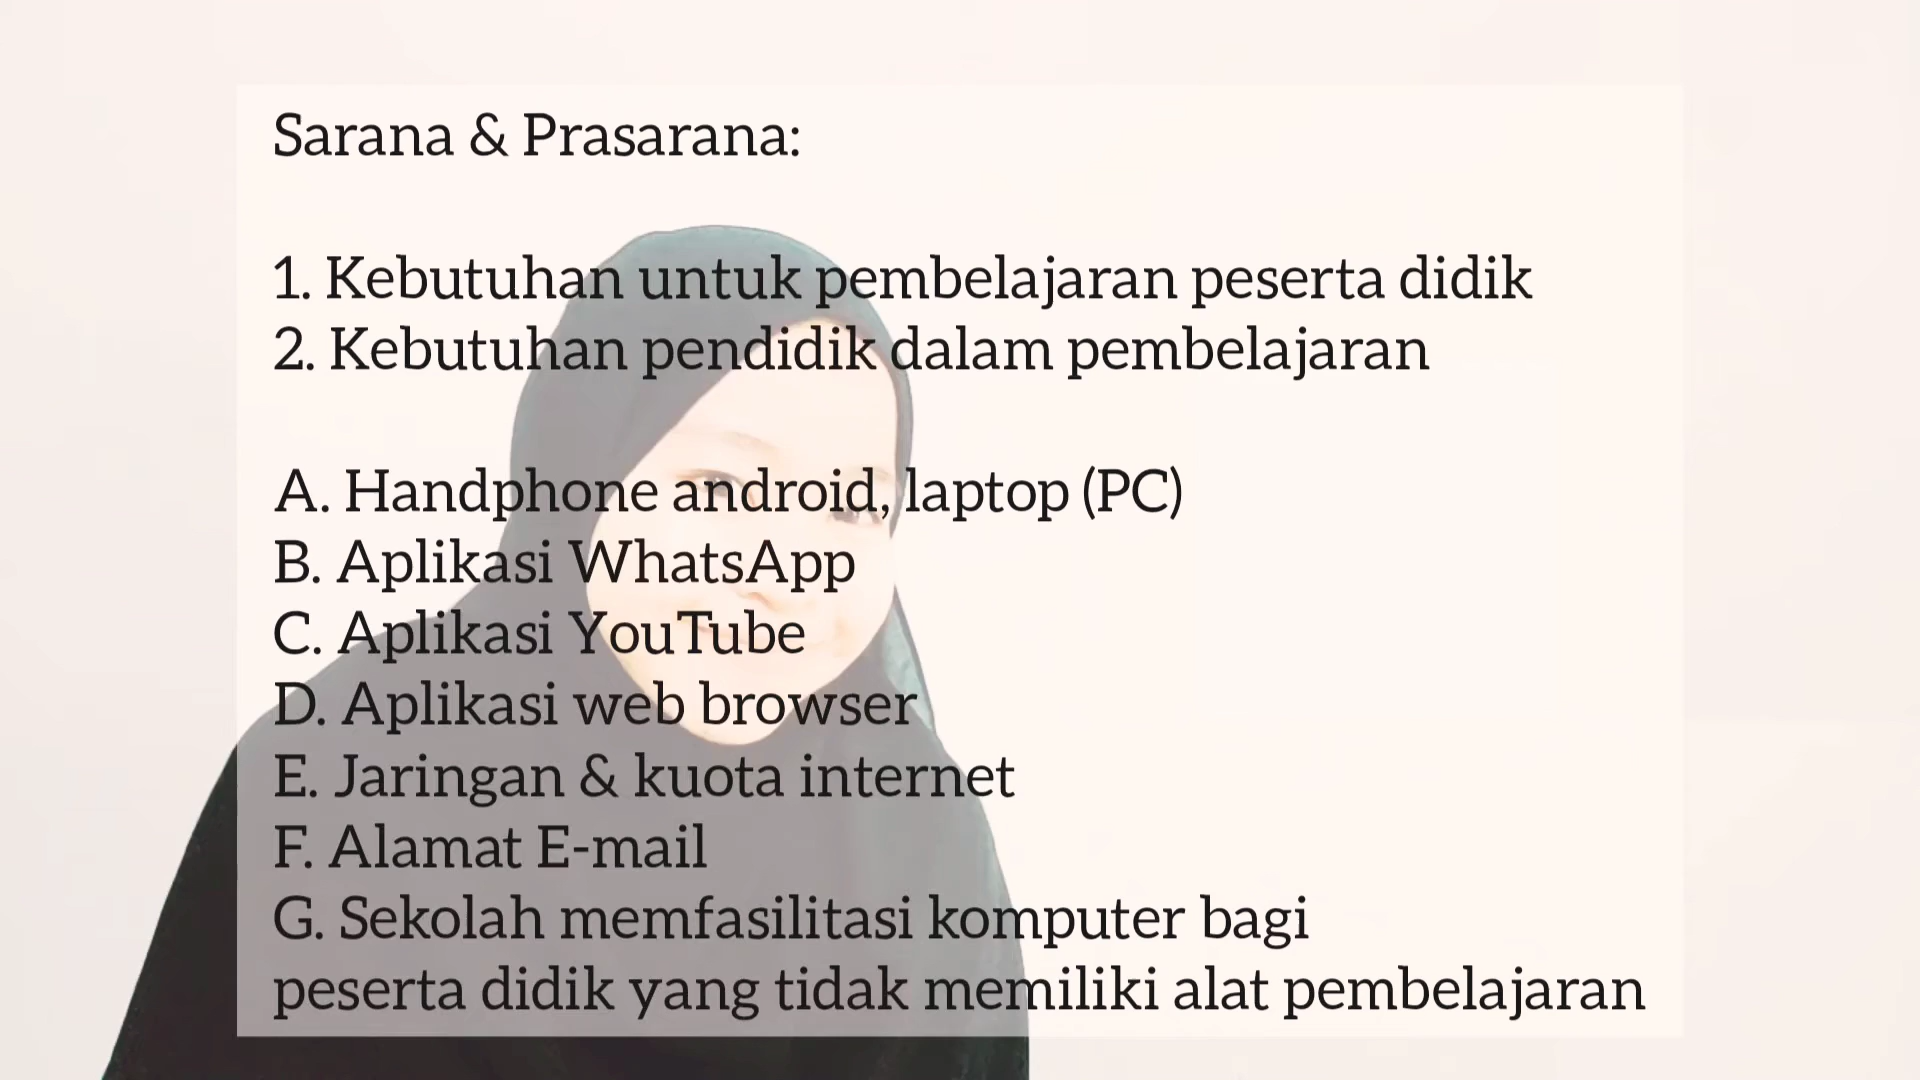 Sarana & Prasarana:
1. Kebutuhan untuk pembelajaran peserta didik
2. Kebutuhan pendidik dalam pembelajaran
A. Handphone android, laptop (PC)
B. Aplikasi WhatsApp
C. Aplikasi YouTube
D. Aplikasi web browser
E. Jaringan & kuota internet
F. Alamat E-mail
G. Sekolah memfasilitasi komputer bagi
peserta didik yang tidak memiliki alat pembelajaran